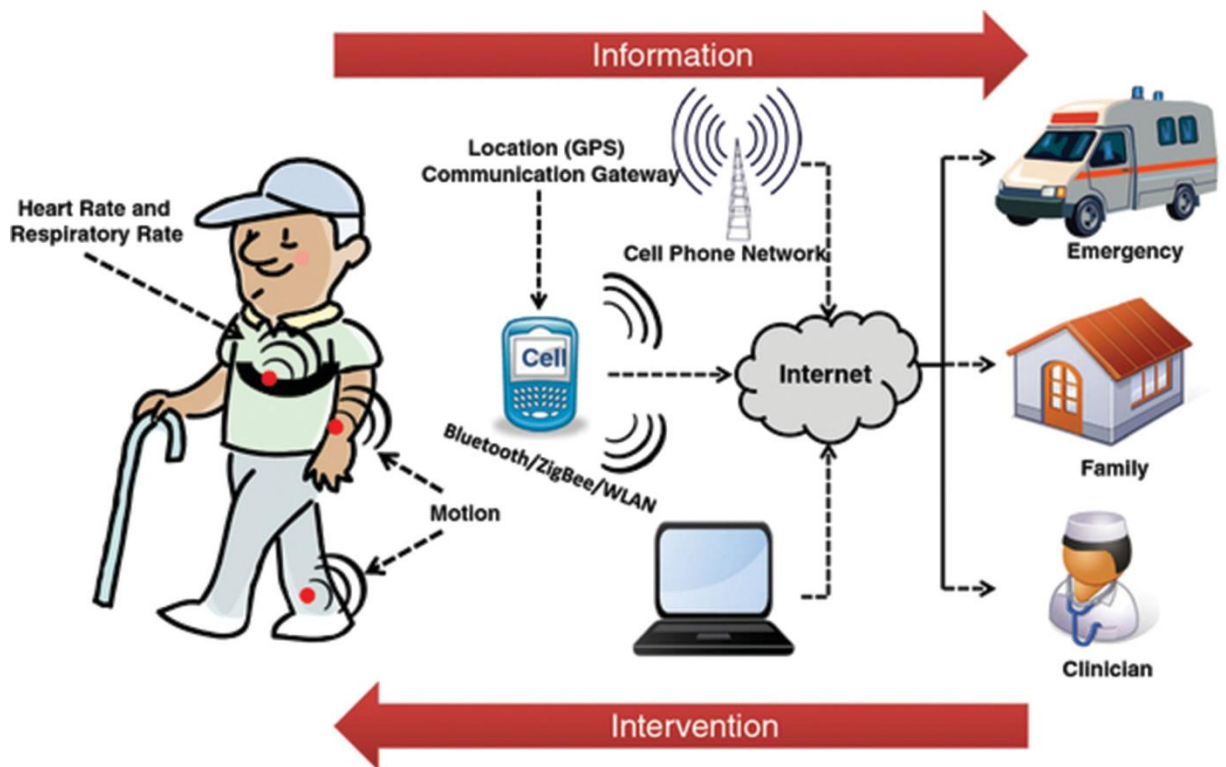 Information
Location (GPS)
Communication Gateway
Heart Rate and
Respiratory Rate
Cell Phone Network
Emergency
Cell
Internet
Bluetooth/ZigBee/WLAN
Family
Motion
Clinician
Intervention